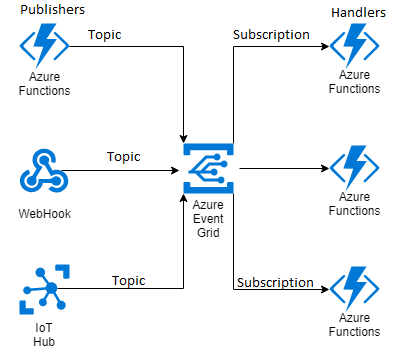 Publishers
Handlers
Topic
Subscription
Azure
Functions
Azure
Functions
Topic
WebHook
Azure
Event
Grid
Azure
Functions
Topic
Subscription
IoT
Hub
Azure
Functions